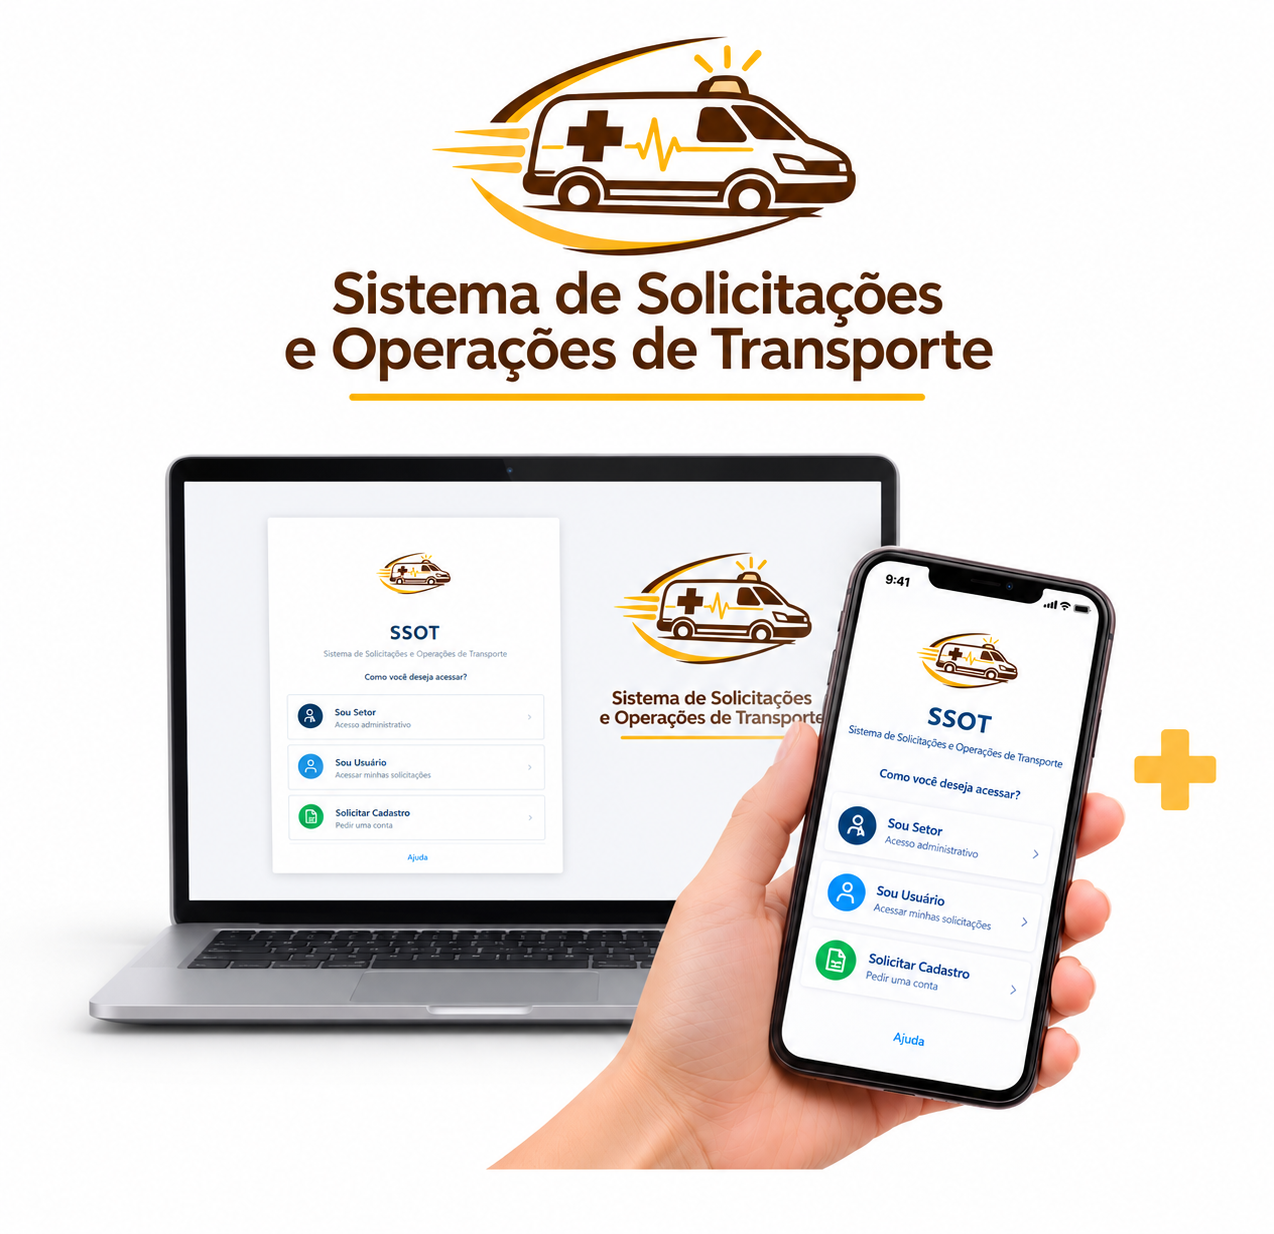 Sistema de Solicitações
e Operações de Transporte
SSOT
Sistema de Solicitações e Operações de Transporte
Como você deseja acessar?
Sou Setor
Acesso administrativo
Sou Usuário
Acessar minhas solicitações
Solicitar Cadastro
Pedir uma conta
Ajuda
Sistema de Solicitações
e Operações de Transporte
9:41
SSOT
Sistema de Solicitações e Operações de Transporte
Como você deseja acessar?
Sou Setor
Acesso administrativo
Sou Usuário
Acessar minhas solicitações
Solicitar Cadastro
Pedir uma conta
Ajuda